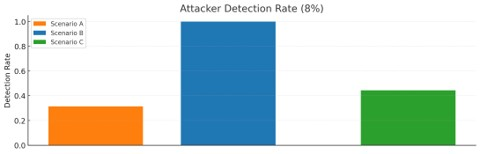 Attacker Detection Rate (8%)
Detection Rate
1.0
0.8
0.6
0.4
0.2
0.0
Scenario A
Scenario B
Scenario C